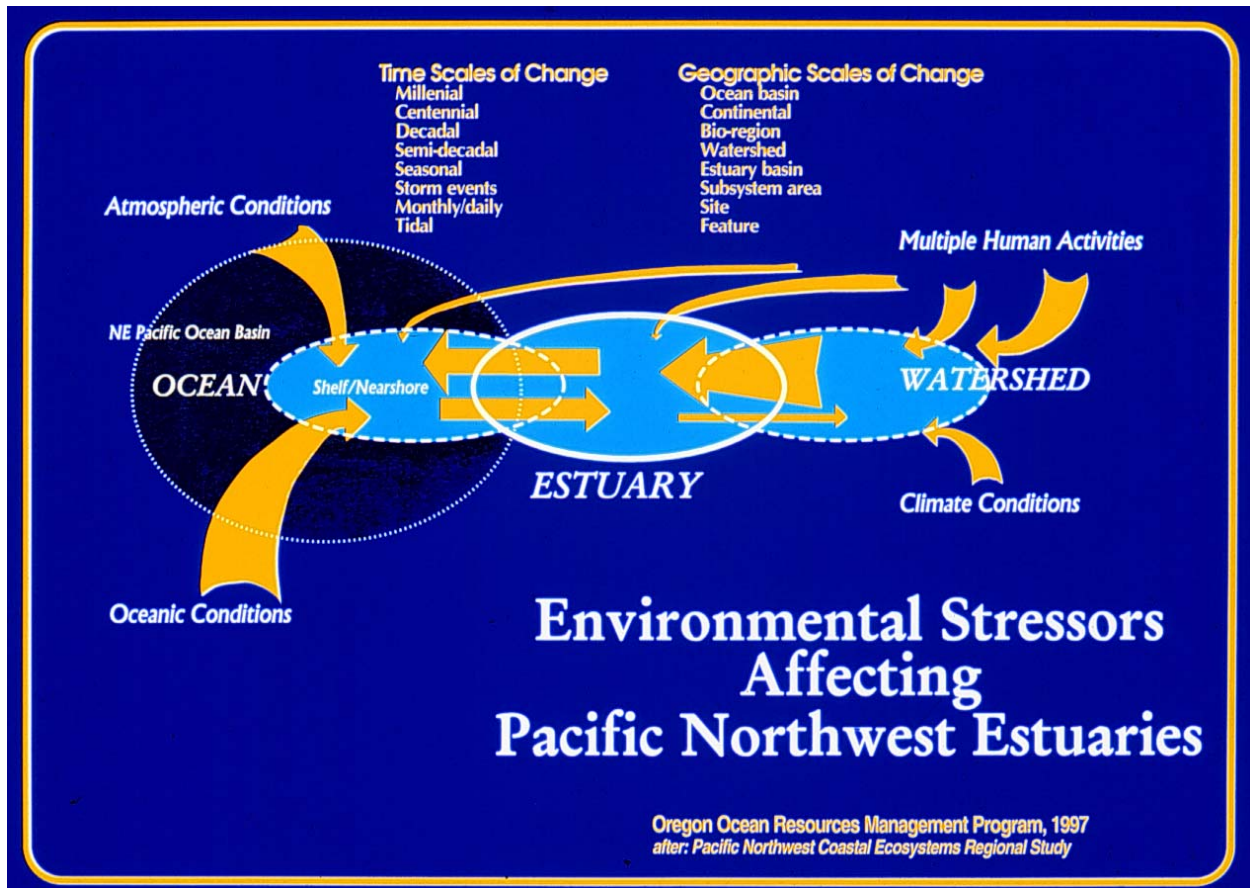 Time Scales of Change
Millenial
Centennial
Decadal
Semi-decadal
Seasonal
Storm events
Monthly/daily
Tidal
Geographic Scales of Change
Ocean basin
Continental
Bio-region
Watershed
Estuary basin
Subsystem area
Site
Feature
Atmospheric Conditions
Multiple Human Activities
NE Pacific Ocean Basin
OCEAN
Shelf/Nearshore
WATERSHED
ESTUARY
Climate Conditions
Oceanic Conditions
Environmental Stressors
Affecting
Pacific Northwest Estuaries
Oregon Ocean Resources Management Program, 1997
after: Pacific Northwest Coastal Ecosystems Regional Study